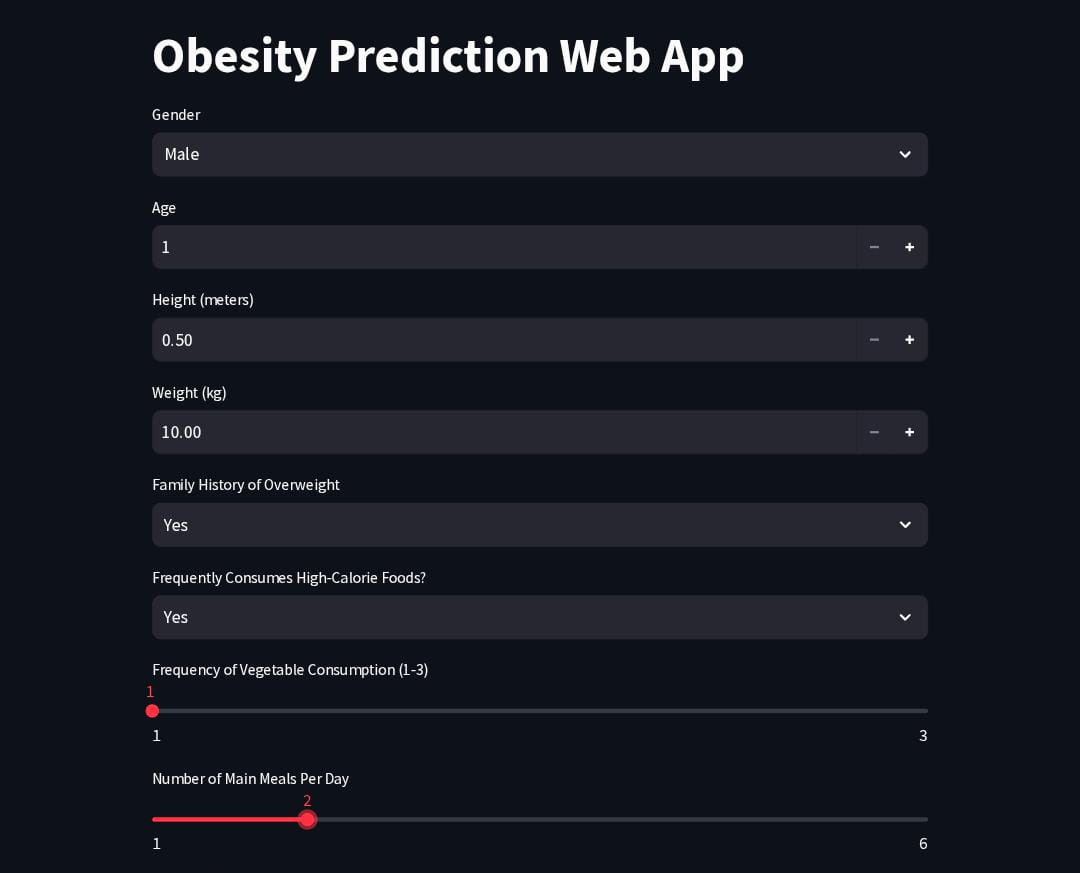 Obesity Prediction Web App
Gender
Male
Age
1
Height (meters)
0.50
Weight (kg)
10.00
Family History of Overweight
Yes
Frequently Consumes High-Calorie Foods?
Yes
Frequency of Vegetable Consumption (1-3)
1
1 3
Number of Main Meals Per Day
2
1 6